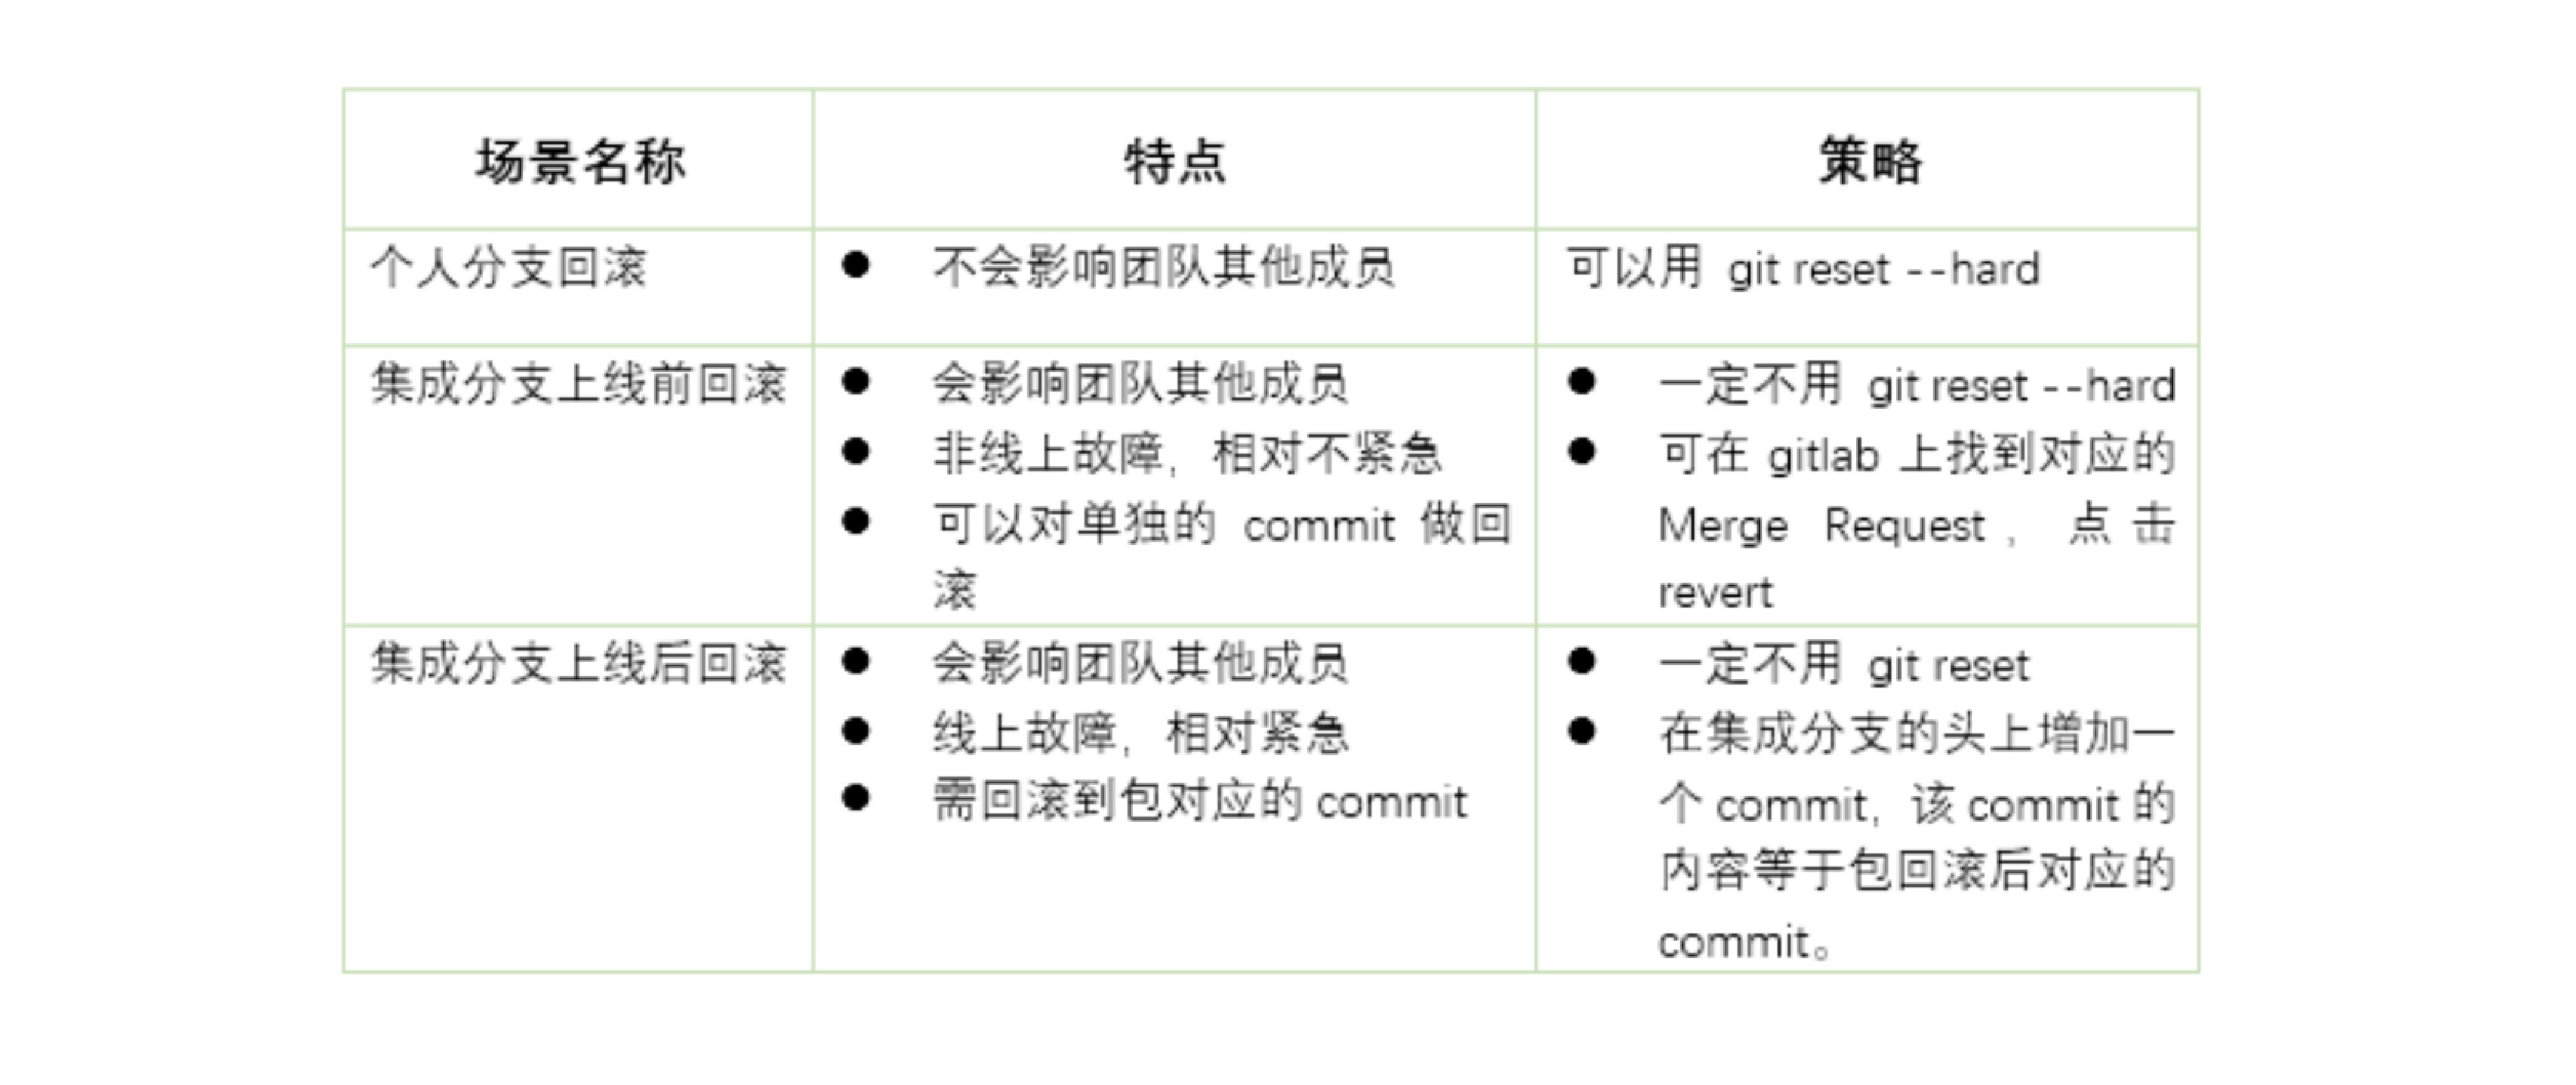 场景名称
特点
策略
个人分支回滚
● 不会影响团队其他成员
可以用 git reset --hard
集成分支上线前回滚
● 会影响团队其他成员
● 非线上故障，相对不紧急
● 可以对单独的 commit 做回
滚
● 一定不用 git reset --hard
● 可在 gitlab 上找到对应的
Merge Request，点击
revert
集成分支上线后回滚
● 会影响团队其他成员
● 线上故障，相对紧急
● 需回滚到包对应的 commit
● 一定不用 git reset
● 在集成分支的头上增加一
个 commit，该 commit 的
内容等于包回滚后对应的
commit。